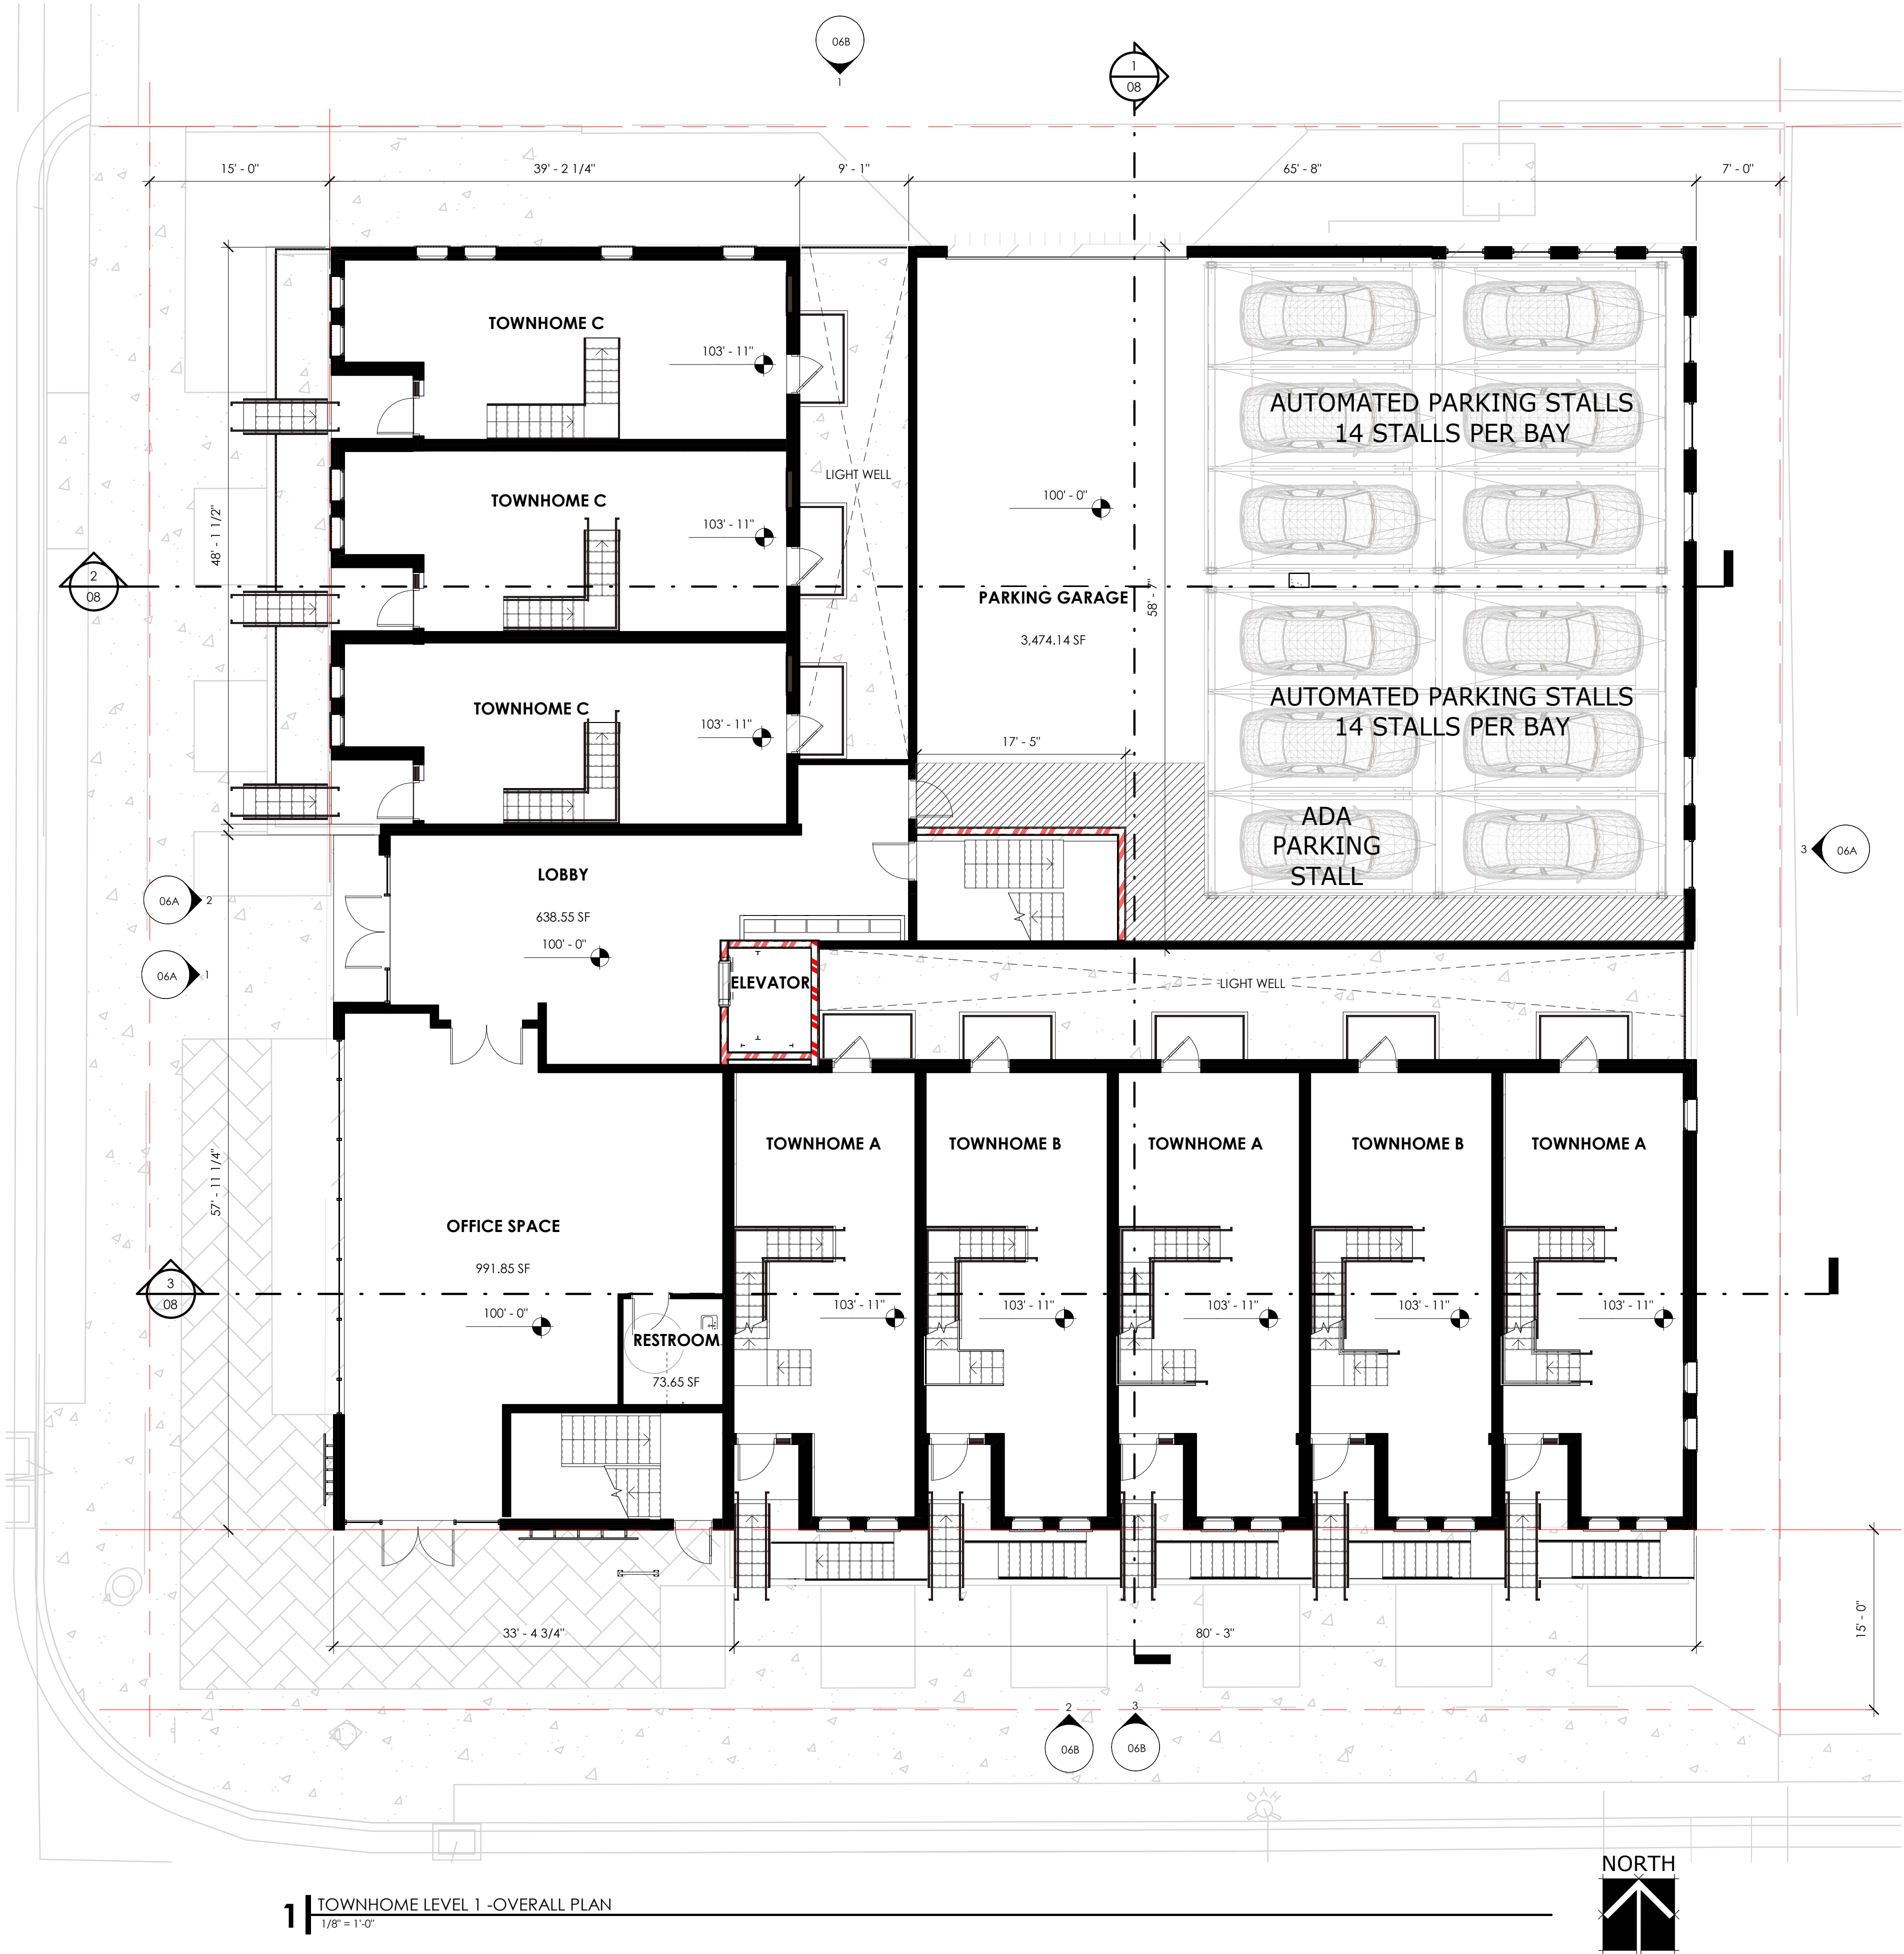 06B
1
1
08
15' - 0"
39' - 2 1/4"
9' - 1"
65' - 8"
7' - 0"
TOWNHOME C
103' - 11"
AUTOMATED PARKING STALLS
14 STALLS PER BAY
LIGHT WELL
TOWNHOME C
103' - 11"
100' - 0"
48' - 1 1/2"
2
08
PARKING GARAGE
3,474.14 SF
58' - 7"
TOWNHOME C
103' - 11"
AUTOMATED PARKING STALLS
14 STALLS PER BAY
17' - 5"
ADA
PARKING
STALL
3
06A
LOBBY
638.55 SF
100' - 0"
06A
2
06A
1
ELEVATOR
LIGHT WELL
57' - 11 1/4"
TOWNHOME A
TOWNHOME B
TOWNHOME A
TOWNHOME B
TOWNHOME A
OFFICE SPACE
991.85 SF
100' - 0"
3
08
RESTROOM
73.65 SF
103' - 11"
103' - 11"
103' - 11"
103' - 11"
103' - 11"
33' - 4 3/4"
80' - 3"
15' - 0"
2
06B
3
06B
HYD
NORTH
1
TOWNHOME LEVEL 1 -OVERALL PLAN
1/8" = 1'-0"